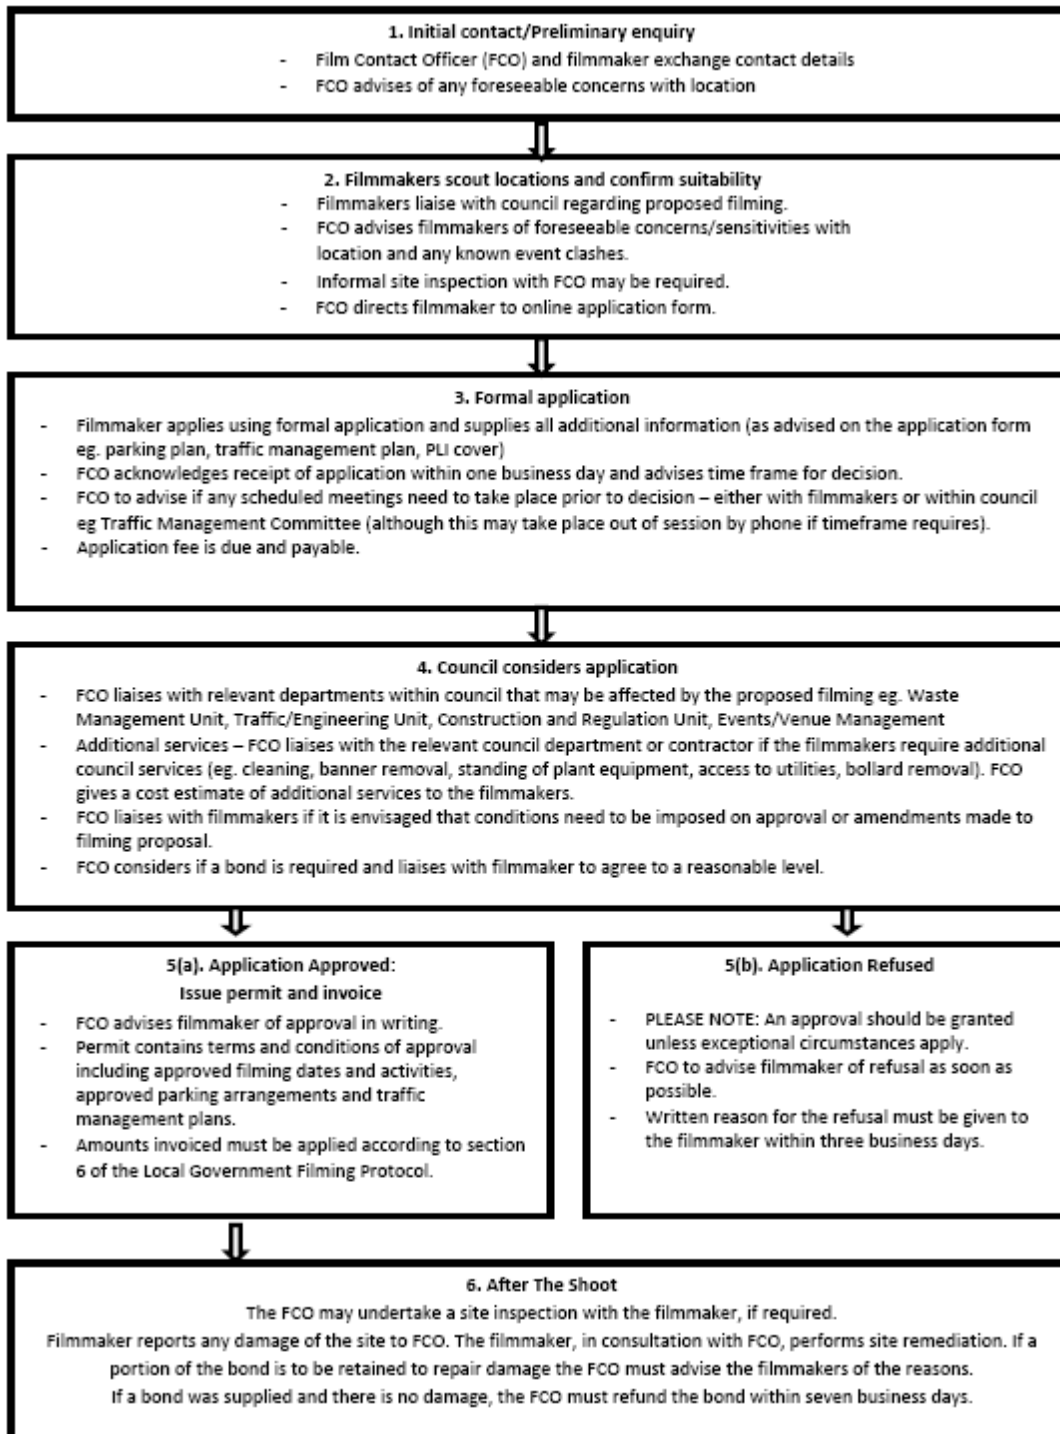 1. Initial contact/Preliminary enquiry
- Film Contact Officer (FCO) and filmmaker exchange contact details
- FCO advises of any foreseeable concerns with location
2. Filmmakers scout locations and confirm suitability
- Filmmakers liaise with council regarding proposed filming.
- FCO advises filmmakers of foreseeable concerns/sensitivities with
location and any known event clashes.
- Informal site inspection with FCO may be required.
- FCO directs filmmaker to online application form.
3. Formal application
- Filmmaker applies using formal application and supplies all additional information (as advised on the application form
eg. parking plan, traffic management plan, PLI cover)
- FCO acknowledges receipt of application within one business day and advises time frame for decision.
- FCO to advise if any scheduled meetings need to take place prior to decision – either with filmmakers or within council
eg Traffic Management Committee (although this may take place out of session by phone if timeframe requires).
- Application fee is due and payable.
4. Council considers application
- FCO liaises with relevant departments within council that may be affected by the proposed filming eg. Waste
Management Unit, Traffic/Engineering Unit, Construction and Regulation Unit, Events/Venue Management
- Additional services – FCO liaises with the relevant council department or contractor if the filmmakers require additional
council services (eg. cleaning, banner removal, standing of plant equipment, access to utilities, bollard removal). FCO
gives a cost estimate of additional services to the filmmakers.
- FCO liaises with filmmakers if it is envisaged that conditions need to be imposed on approval or amendments made to
filming proposal.
- FCO considers if a bond is required and liaises with filmmaker to agree to a reasonable level.
5(a). Application Approved:
Issue permit and invoice
- FCO advises filmmaker of approval in writing.
- Permit contains terms and conditions of approval
including approved filming dates and activities,
approved parking arrangements and traffic
management plans.
- Amounts invoiced must be applied according to section
6 of the Local Government Filming Protocol.
5(b). Application Refused
- PLEASE NOTE: An approval should be granted
unless exceptional circumstances apply.
- FCO to advise filmmaker of refusal as soon as
possible.
- Written reason for the refusal must be given to
the filmmaker within three business days.
6. After The Shoot
The FCO may undertake a site inspection with the filmmaker, if required.
Filmmaker reports any damage of the site to FCO. The filmmaker, in consultation with FCO, performs site remediation. If a
portion of the bond is to be retained to repair damage the FCO must advise the filmmakers of the reasons.
If a bond was supplied and there is no damage, the FCO must refund the bond within seven business days.